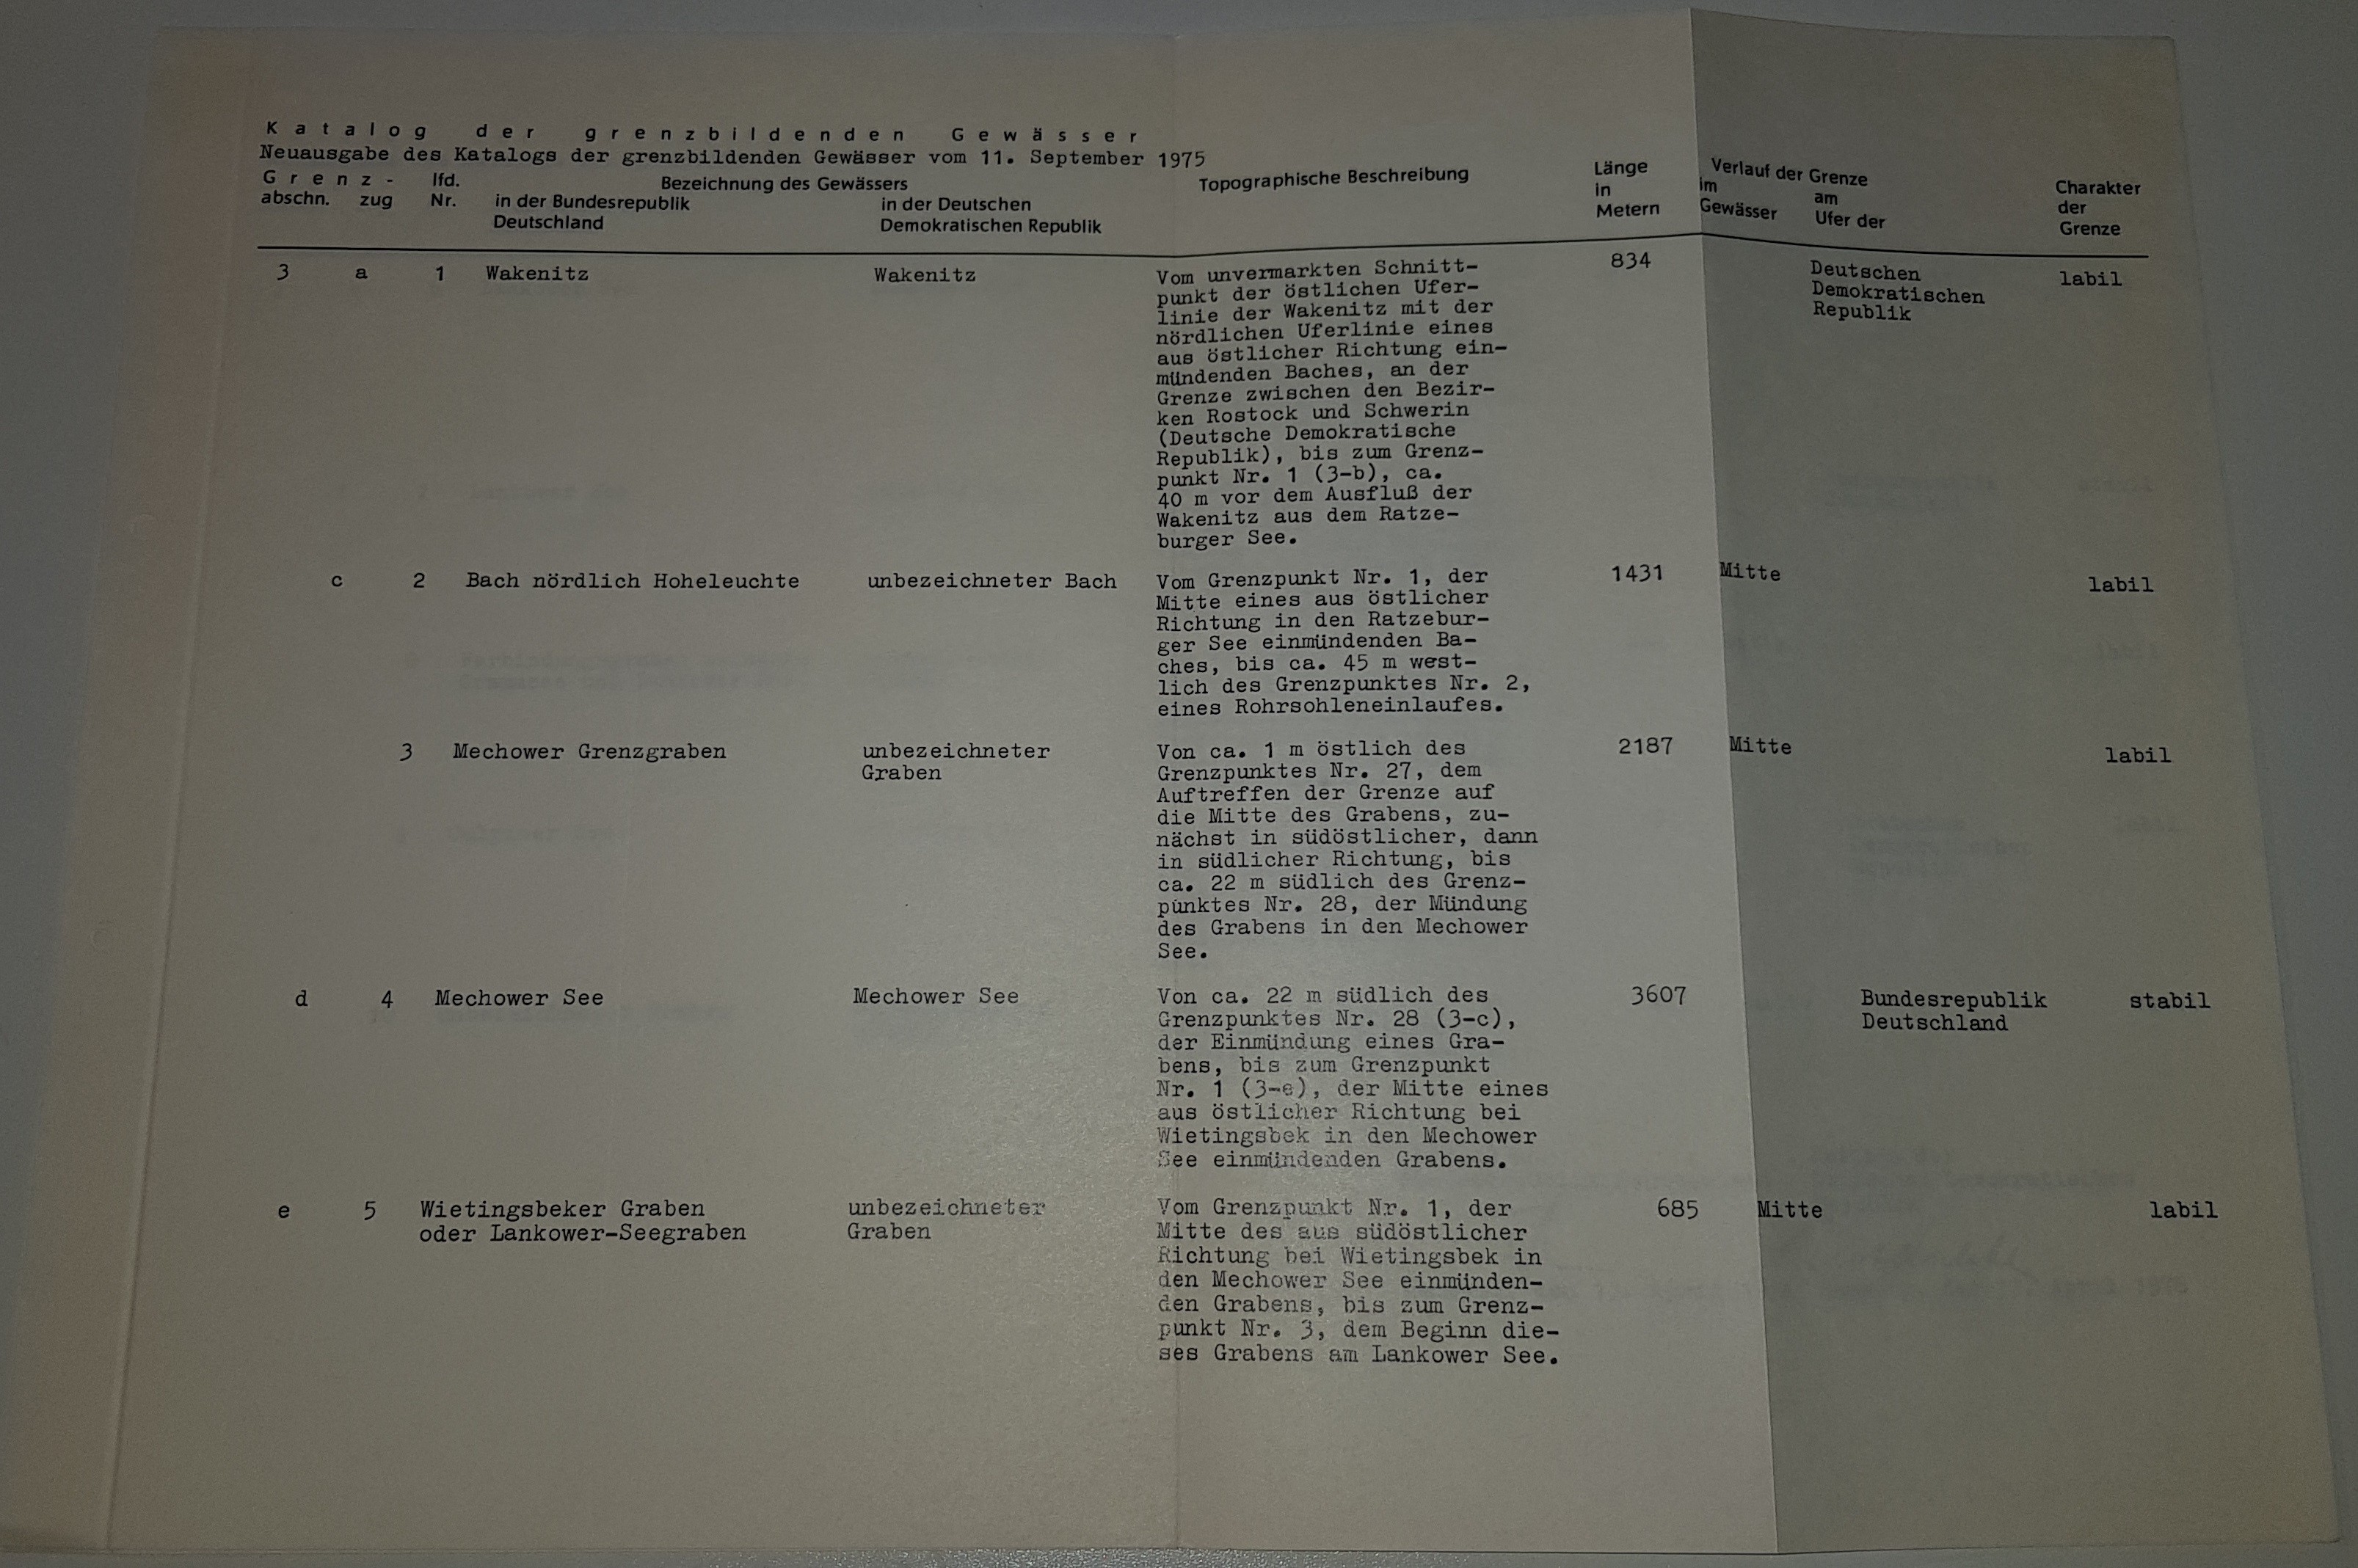 Katalog der grenzbildenden Gewässer
Neuausgabe des Katalogs der grenzbildenden Gewässer vom 11. September 1975
Grenz- lfd. Bezeichnung des Gewässers Topographische Beschreibung Länge Verlauf der Grenze Charakter
abschn. zug Nr. in der Bundesrepublik in der Deutschen in im am der
Deutschland Demokratischen Republik Metern Gewässer Ufer der Grenze
3 a 1 Wakenitz Wakenitz Vom unvermarkten Schnitt- 834 Deutschen labil
punkt der östlichen Ufer- Demokratischen
linie der Wakenitz mit der Republik
nördlichen Uferlinie eines
aus östlicher Richtung ein-
mündenden Baches, an der
Grenze zwischen den Bezir-
ken Rostock und Schwerin
(Deutsche Demokratische
Republik), bis zum Grenz-
punkt Nr. 1 (3-b), ca.
40 m vor dem Ausfluß der
Wakenitz aus dem Ratze-
burger See.
c 2 Bach nördlich Hoheleuchte unbezeichneter Bach Vom Grenzpunkt Nr. 1, der 1431 Mitte labil
Mitte eines aus östlicher
Richtung in den Ratzebur-
ger See einmündenden Ba-
ches, bis ca. 45 m west-
lich des Grenzpunktes Nr. 2,
eines Rohrsohleneinlaufes.
3 Mechower Grenzgraben unbezeichneter Von ca. 1 m östlich des 2187 Mitte labil
Graben Grenzpunktes Nr. 27, dem
Auftreffen der Grenze auf
die Mitte des Grabens, zu-
nächst in südöstlicher, dann
in südlicher Richtung, bis
ca. 22 m südlich des Grenz-
punktes Nr. 28, der Mündung
des Grabens in den Mechower
See.
d 4 Mechower See Mechower See Von ca. 22 m südlich des 3607 Bundesrepublik stabil
Grenzpunktes Nr. 28 (3-c), Deutschland
der Einmündung eines Gra-
bens, bis zum Grenzpunkt
Nr. 1 (3-e), der Mitte eines
aus östlicher Richtung bei
Wietingsbek in den Mechower
See einmündenden Grabens.
e 5 Wietingsbeker Graben unbezeichneter Vom Grenzpunkt Nr. 1, der 685 Mitte labil
oder Lankower-Seegraben Graben Mitte des aus südöstlicher
Richtung bei Wietingsbek in
den Mechower See einmünden-
den Grabens, bis zum Grenz-
punkt Nr. 3, dem Beginn die-
ses Grabens am Lankower See.